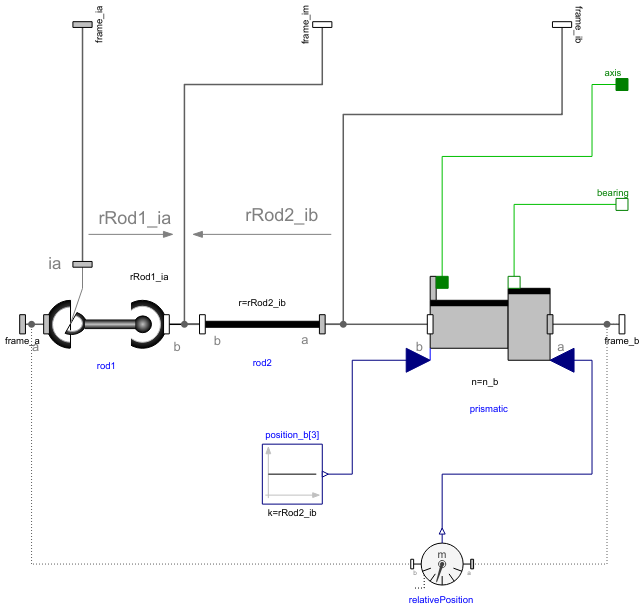 frame_ia
frame_im
frame_ib
axis
bearing
rRod1_ia
rRod2_ib
ia
rRod1_ia
r=rRod2_ib
frame_a
a
b
b
a
b
a
frame_b
rod1
rod2
n=n_b
prismatic
position_b[3]
k=rRod2_ib
m
b
a
relativePosition